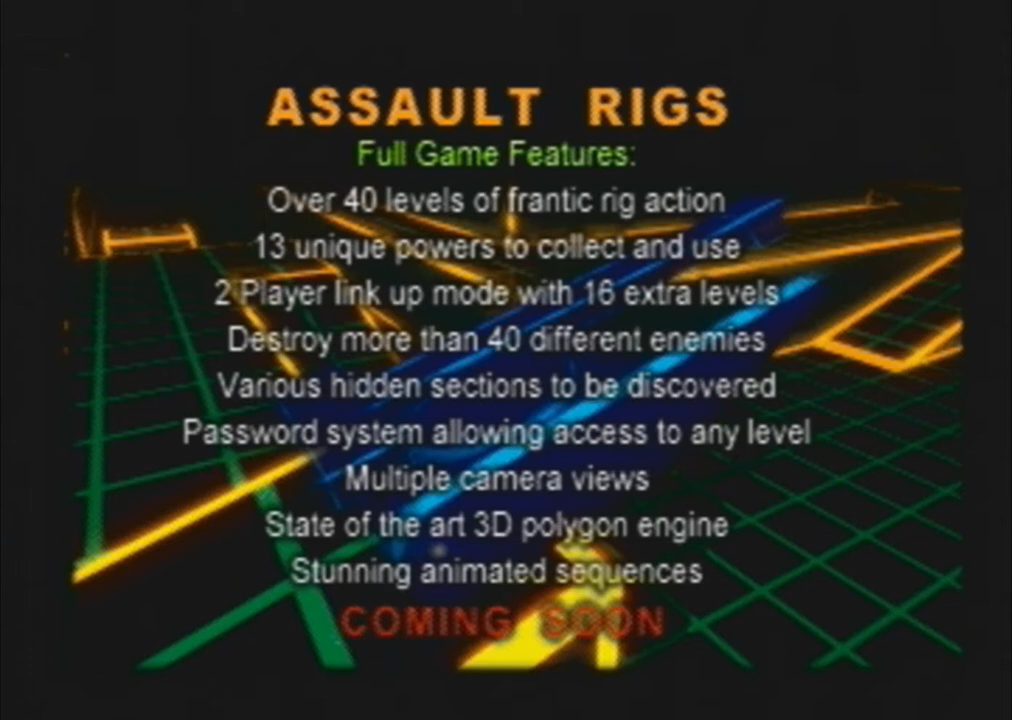 ASSAULT RIGS
Full Game Features:
Over 40 levels of frantic rig action
13 unique powers to collect and use
2 Player link up mode with 16 extra levels
Destroy more than 40 different enemies
Various hidden sections to be discovered
Password system allowing access to any level
Multiple camera views
State of the art 3D polygon engine
Stunning animated sequences
COMING SOON